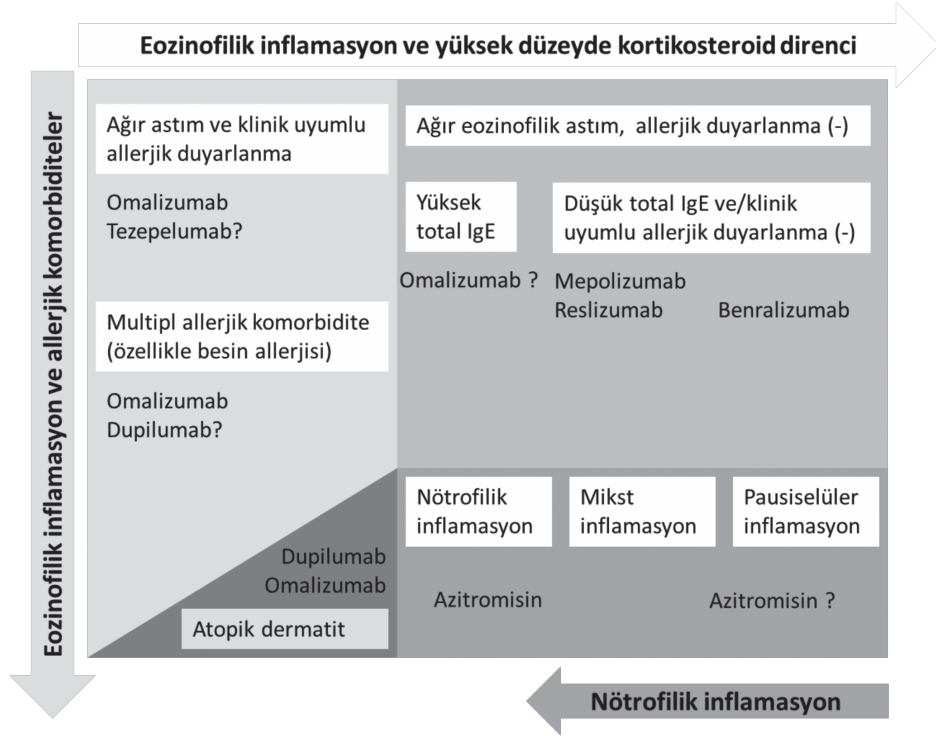 Eozinofilik inflamasyon ve yüksek düzeyde kortikosteroid direnci
Eozinofilik inflamasyon ve allerjik komorbiditeler
Ağır astım ve klinik uyumlu
allerjik duyarlanma
Omalizumab
Tezepelumab?
Multipl allerjik komorbidite
(özellikle besin allerjisi)
Omalizumab
Dupilumab?
Dupilumab
Omalizumab
Atopik dermatit
Ağır eozinofilik astım, allerjik duyarlanma (-)
Yüksek
total IgE
Omalizumab ?
Düşük total IgE ve/klinik
uyumlu allerjik duyarlanma (-)
Mepolizumab
Reslizumab
Benralizumab
Nötrofilik
inflamasyon
Mikst
inflamasyon
Pausiselüler
inflamasyon
Azitromisin
Azitromisin ?
Nötrofilik inflamasyon